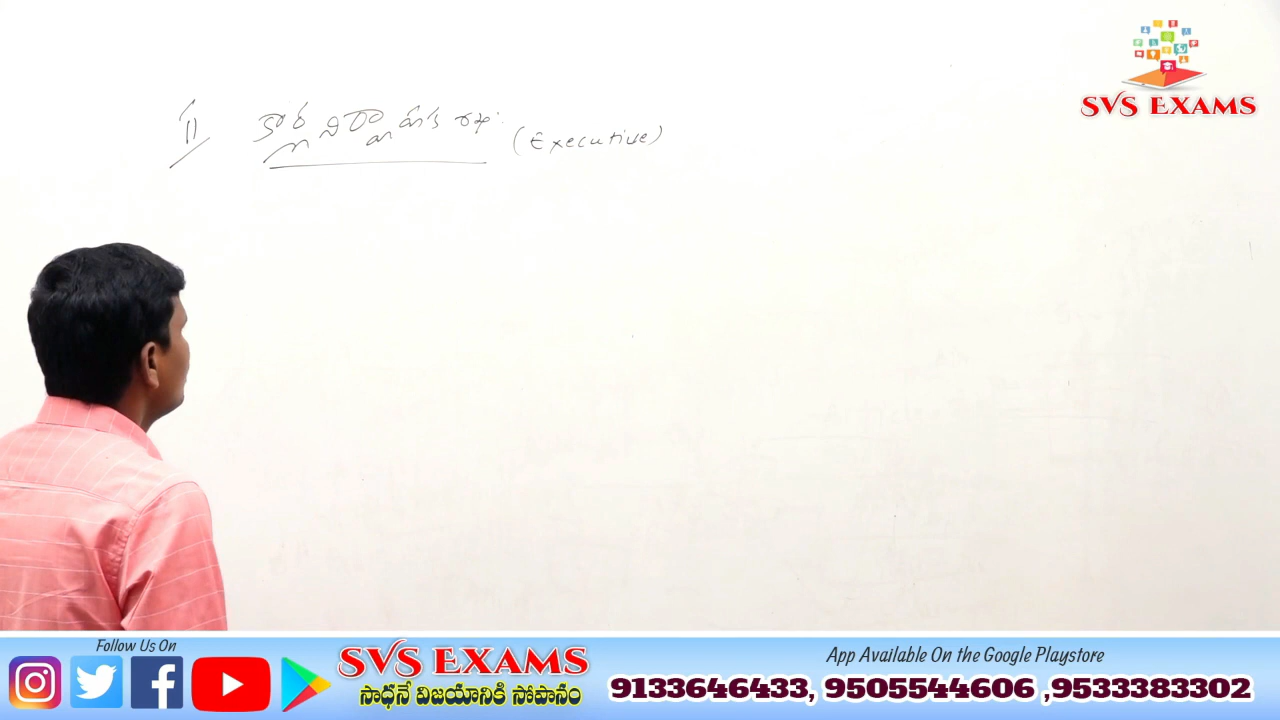 SVS EXAMS
II కార్యనిర్వాహక శాఖ: (Executive)
Follow Us On
SVS EXAMS
సాధనే విజయానికి సోపానం
App Available On the Google Playstore
9133646433, 9505544606 ,9533383302